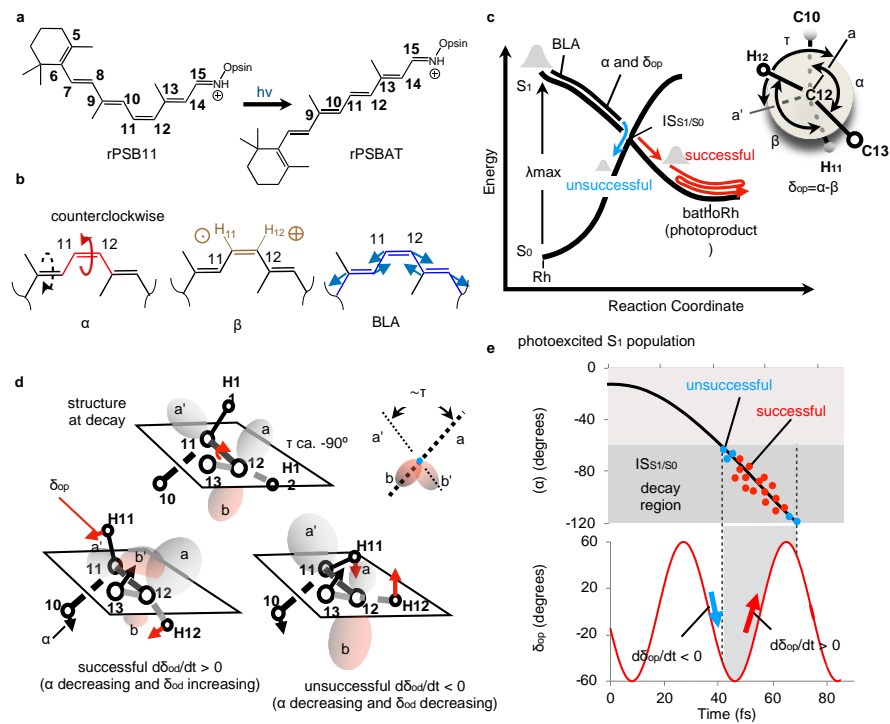 a
5
6
7
8
9
10
11
12
13
14
15
N
⊕
Opsin
rPSB11
hν
9
10
11
12
13
14
15
N
⊕
Opsin
rPSBAT
b
counterclockwise
11
12
α
H11
H12
11
12
β
11
12
BLA
c
Energy
BLA
S1
α and δop
ISS1/S0
successful
unsuccessful
λmax
bathoRh
(photoproduct
)
S0
Rh
Reaction Coordinate
C10
τ
a
H12
C12
α
a'
β
H11
C13
δop=α-β
d
structure
at decay
H1
1
a'
a
11
τ ca. -90º
12
H1
2
13
10
b
~τ
a'
a
b
b'
δop
H11
a'
b'
a
11
10
13
12
b
H12
α
successful dδod/dt > 0
(α decreasing and δod increasing)
a'
H11
11
a
10
13
12
H12
b
unsuccessful dδod/dt < 0
(α decreasing and δod decreasing)
photoexcited S1 population
e
0
-40
-80
-120
(α) (degrees)
unsuccessful
successful
ISS1/S0
decay
region
60
20
-20
-60
δop (degrees)
dδop/dt < 0
dδop/dt > 0
0
20
40
60
80
Time (fs)